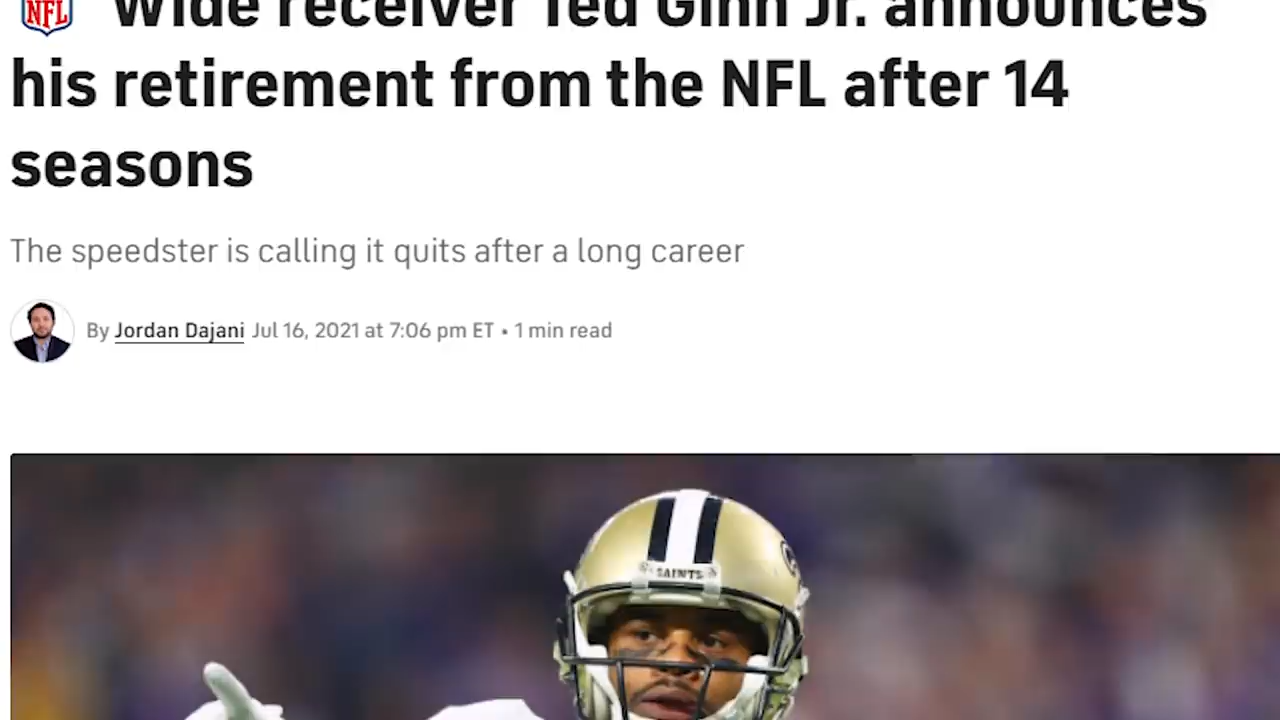 NFL Wide receiver Ted Ginn Jr. announces
his retirement from the NFL after 14
seasons
The speedster is calling it quits after a long career
By Jordan Dajani Jul 16, 2021 at 7:06 pm ET • 1 min read
SAINTS